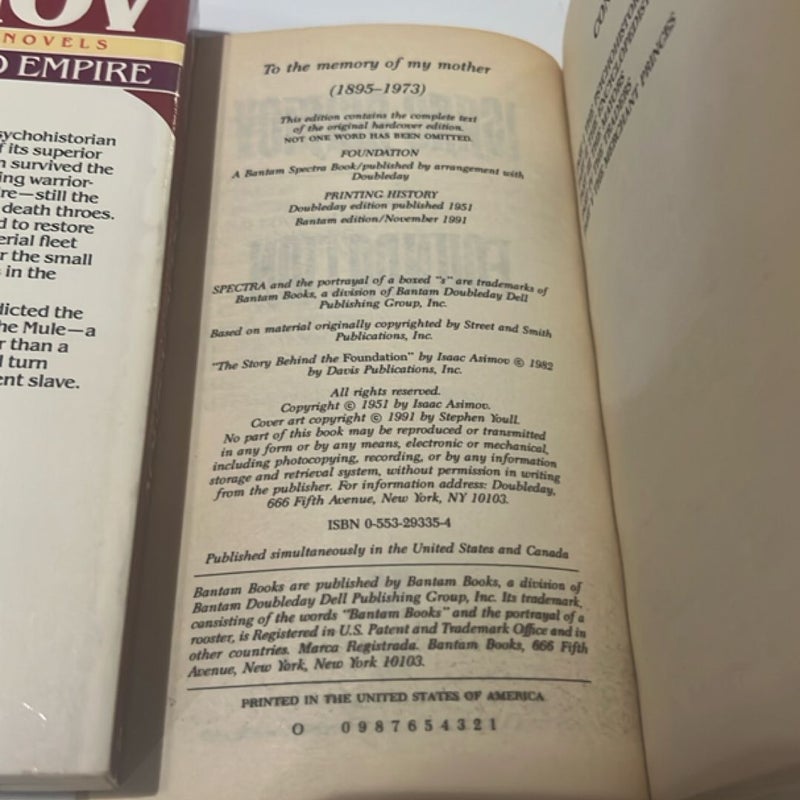 OV
NOVELS
D EMPIRE
sychohistorian
f its superior
n survived the
ing warrior-
re—still the
death throes.
d to restore
erial fleet
r the small
s in the
dicted the
he Mule—a
r than a
l turn
ent slave.
To the memory of my mother
(1895–1973)
This edition contains the complete text
of the original hardcover edition.
NOT ONE WORD HAS BEEN OMITTED.
FOUNDATION
A Bantam Spectra Book/published by arrangement with
Doubleday
PRINTING HISTORY
Doubleday edition published 1951
Bantam edition/November 1991
SPECTRA and the portrayal of a boxed "s" are trademarks of
Bantam Books, a division of Bantam Doubleday Dell
Publishing Group, Inc.
Based on material originally copyrighted by Street and Smith
Publications, Inc.
"The Story Behind the Foundation" by Isaac Asimov © 1982
by Davis Publications, Inc.
All rights reserved.
Copyright © 1951 by Isaac Asimov.
Cover art copyright © 1991 by Stephen Youll.
No part of this book may be reproduced or transmitted
in any form or by any means, electronic or mechanical,
including photocopying, recording, or by any information
storage and retrieval system, without permission in writing
from the publisher. For information address: Doubleday,
666 Fifth Avenue, New York, NY 10103.
ISBN 0-553-29335-4
Published simultaneously in the United States and Canada
Bantam Books are published by Bantam Books, a division of
Bantam Doubleday Dell Publishing Group, Inc. Its trademark,
consisting of the words "Bantam Books" and the portrayal of a
rooster, is Registered in U.S. Patent and Trademark Office and in
other countries. Marca Registrada. Bantam Books, 666 Fifth
Avenue, New York, New York 10103.
PRINTED IN THE UNITED STATES OF AMERICA
O 0 9 8 7 6 5 4 3 2 1
CON
PSYCHOHISTOR
ENCYCLOPEDI
MERCHANT PRINCES